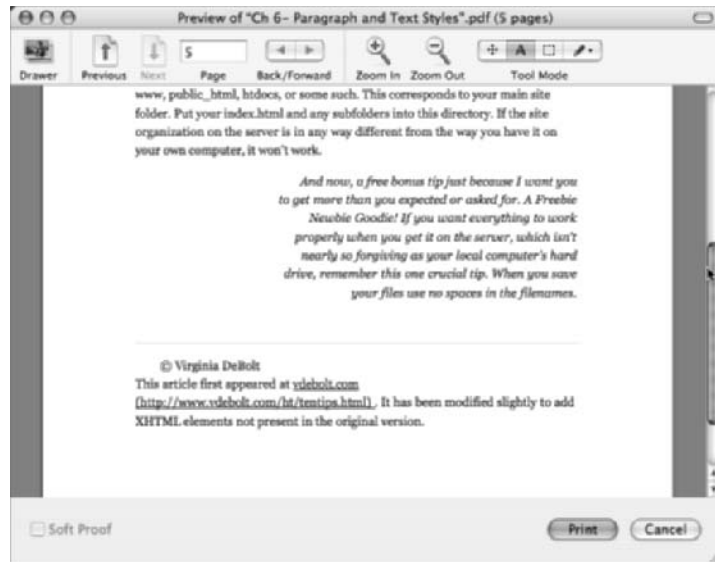 Preview of "Ch 6- Paragraph and Text Styles".pdf (5 pages)
5
Drawer Previous Next Page Back/Forward Zoom In Zoom Out Tool Mode
www, public_html, htdocs, or some such. This corresponds to your main site
folder. Put your index.html and any subfolders into this directory. If the site
organization on the server is in any way different from the way you have it on
your own computer, it won't work.
And now, a free bonus tip just because I want you
to get more than you expected or asked for. A Freebie
Newbie Goodie! If you want everything to work
properly when you get it on the server, which isn't
nearly so forgiving as your local computer's hard
drive, remember this one crucial tip. When you save
your files use no spaces in the filenames.
© Virginia DeBolt
This article first appeared at vdebolt.com
(http://www.vdebolt.com/ht/tentips.html) . It has been modified slightly to add
XHTML elements not present in the original version.
Soft Proof Print Cancel